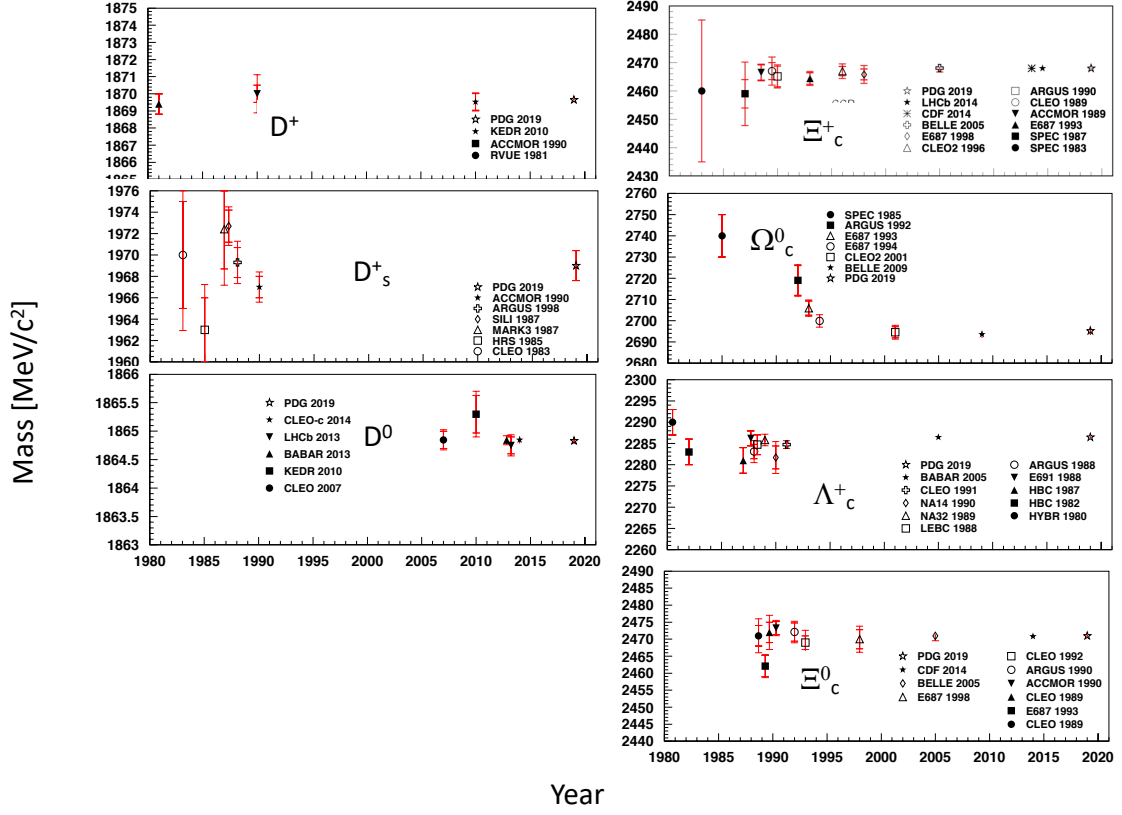 Mass [MeV/c²]
1875
1874
1873
1872
1871
1870
1869
1868
1867
1866
1865
D⁺
PDG 2019
KEDR 2010
ACCMOR 1990
RVUE 1981
1976
1974
1972
1970
1968
1966
1964
1962
1960
D⁺s
PDG 2019
ACCMOR 1990
ARGUS 1998
SILI 1987
MARK3 1987
HRS 1985
CLEO 1983
1866
1865.5
1865
1864.5
1864
1863.5
1863
D⁰
PDG 2019
CLEO-c 2014
LHCb 2013
BABAR 2013
KEDR 2010
CLEO 2007
1980 1985 1990 1995 2000 2005 2010 2015 2020
2490
2480
2470
2460
2450
2440
2430
Ξ⁺c
PDG 2019
LHCb 2014
CDF 2014
BELLE 2005
E687 1998
CLEO2 1996
ARGUS 1990
CLEO 1989
ACCMOR 1989
E687 1993
SPEC 1987
SPEC 1983
2760
2750
2740
2730
2720
2710
2700
2690
2680
Ω⁰c
SPEC 1985
ARGUS 1992
E687 1993
E687 1994
CLEO2 2001
BELLE 2009
PDG 2019
2300
2295
2290
2285
2280
2275
2270
2265
2260
Λ⁺c
PDG 2019
BABAR 2005
CLEO 1991
NA14 1990
NA32 1989
LEBC 1988
ARGUS 1988
E691 1988
HBC 1987
HBC 1982
HYBR 1980
2490
2485
2480
2475
2470
2465
2460
2455
2450
2445
2440
Ξ⁰c
PDG 2019
CDF 2014
BELLE 2005
E687 1998
CLEO 1992
ARGUS 1990
ACCMOR 1990
CLEO 1989
E687 1993
CLEO 1989
1980 1985 1990 1995 2000 2005 2010 2015 2020
Year